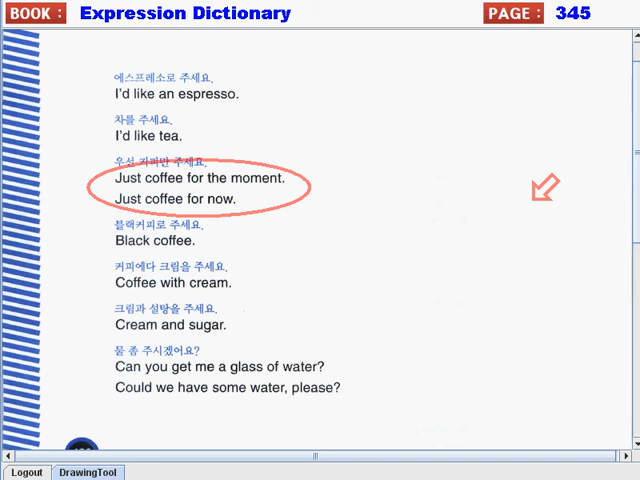 BOOK : Expression Dictionary PAGE : 345
에스프레소로 주세요.
I'd like an espresso.
차를 주세요.
I'd like tea.
우선 커피만 주세요.
Just coffee for the moment.
Just coffee for now.
블랙커피로 주세요.
Black coffee.
커피에다 크림을 주세요.
Coffee with cream.
크림과 설탕을 주세요.
Cream and sugar.
물 좀 주시겠어요?
Can you get me a glass of water?
Could we have some water, please?
Logout DrawingTool